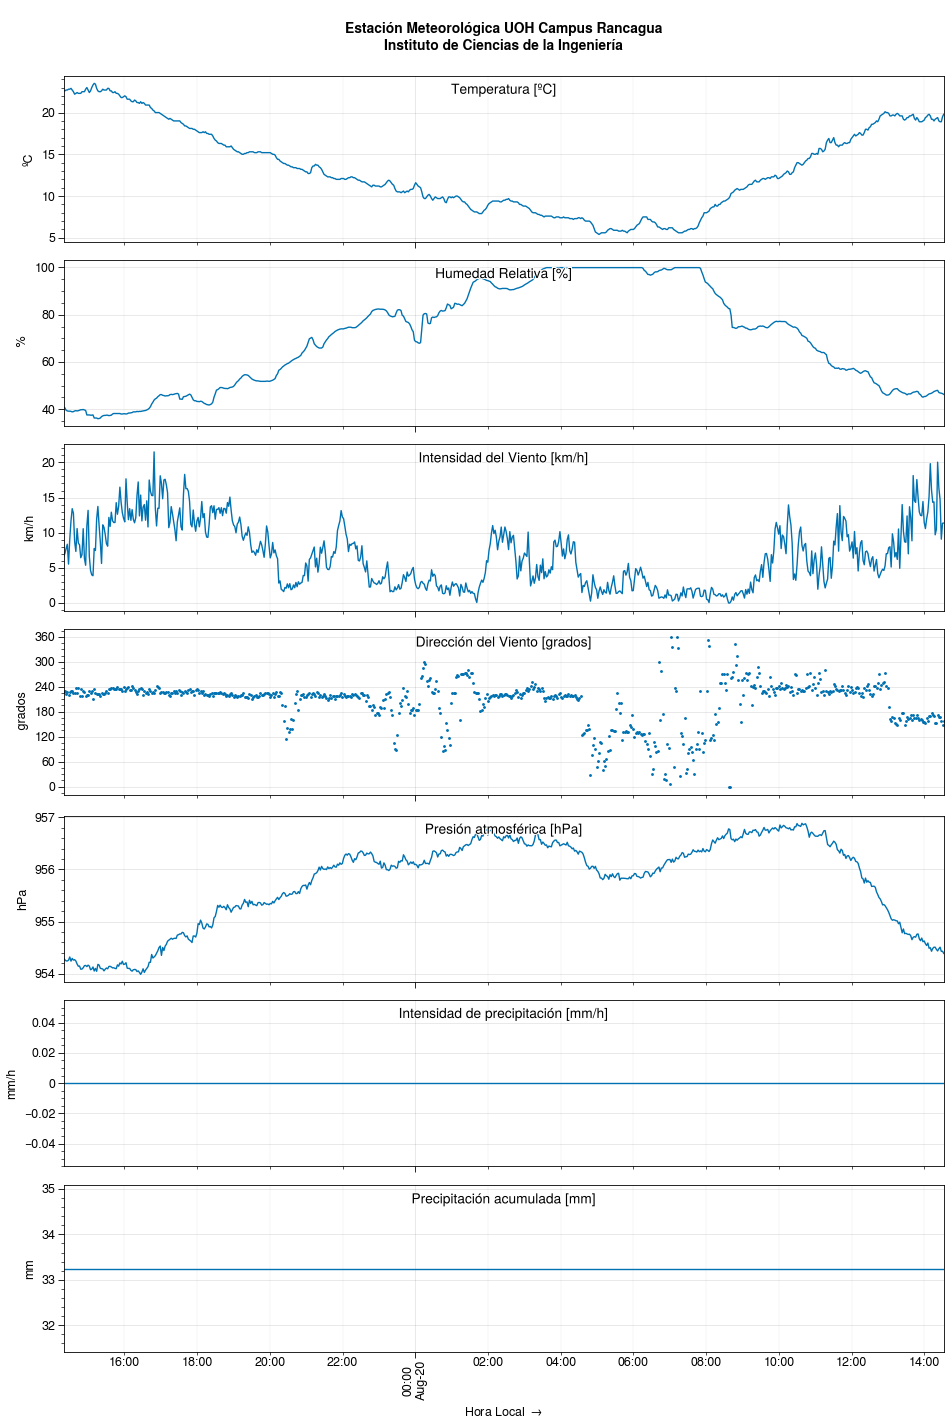 Estación Meteorológica UOH Campus Rancagua
Instituto de Ciencias de la Ingeniería
Temperatura [ºC]
ºC
20
15
10
5
Humedad Relativa [%]
%
100
80
60
40
Intensidad del Viento [km/h]
km/h
20
15
10
5
0
Dirección del Viento [grados]
grados
360
300
240
180
120
60
0
Presión atmosférica [hPa]
hPa
957
956
955
954
Intensidad de precipitación [mm/h]
mm/h
0.04
0.02
0
−0.02
−0.04
Precipitación acumulada [mm]
mm
35
34
33
32
16:00 18:00 20:00 22:00 00:00 02:00 04:00 06:00 08:00 10:00 12:00 14:00
Aug-20
Hora Local →